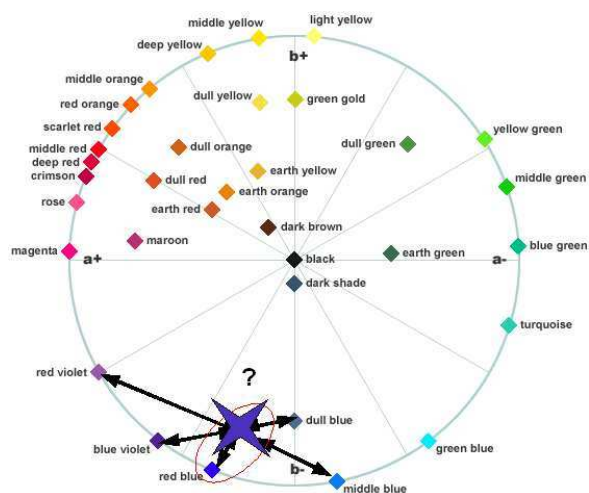 middle yellow
light yellow
deep yellow
b+
middle orange
dull yellow
green gold
red orange
scarlet red
yellow green
middle red
dull orange
dull green
deep red
earth yellow
crimson
dull red
middle green
earth orange
rose
earth red
dark brown
maroon
blue green
magenta
a+
black
earth green
a-
dark shade
turquoise
red violet
?
dull blue
blue violet
green blue
red blue
b-
middle blue